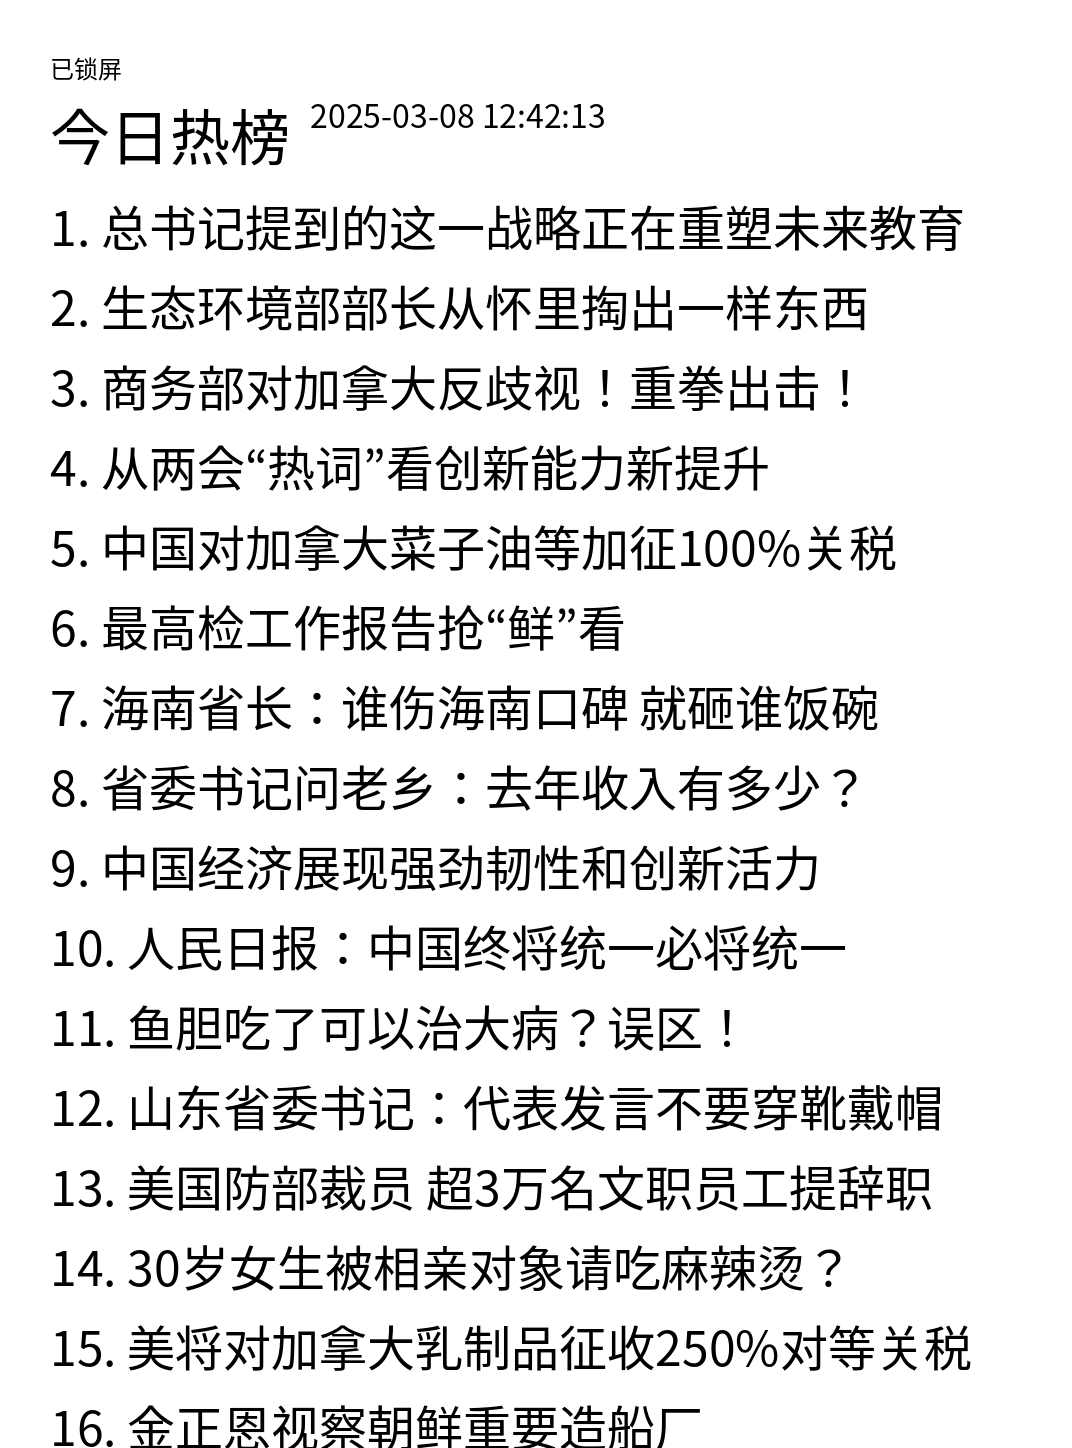 已锁屏
今日热榜 2025-03-08 12:42:13
1. 总书记提到的这一战略正在重塑未来教育
2. 生态环境部部长从怀里掏出一样东西
3. 商务部对加拿大反歧视！重拳出击！
4. 从两会“热词”看创新能力新提升
5. 中国对加拿大菜子油等加征100%关税
6. 最高检工作报告抢“鲜”看
7. 海南省长：谁伤海南口碑 就砸谁饭碗
8. 省委书记问老乡：去年收入有多少？
9. 中国经济展现强劲韧性和创新活力
10. 人民日报：中国终将统一必将统一
11. 鱼胆吃了可以治大病？误区！
12. 山东省委书记：代表发言不要穿靴戴帽
13. 美国防部裁员 超3万名文职员工提辞职
14. 30岁女生被相亲对象请吃麻辣烫？
15. 美将对加拿大乳制品征收250%对等关税
16. 金正恩视察朝鲜重要造船厂